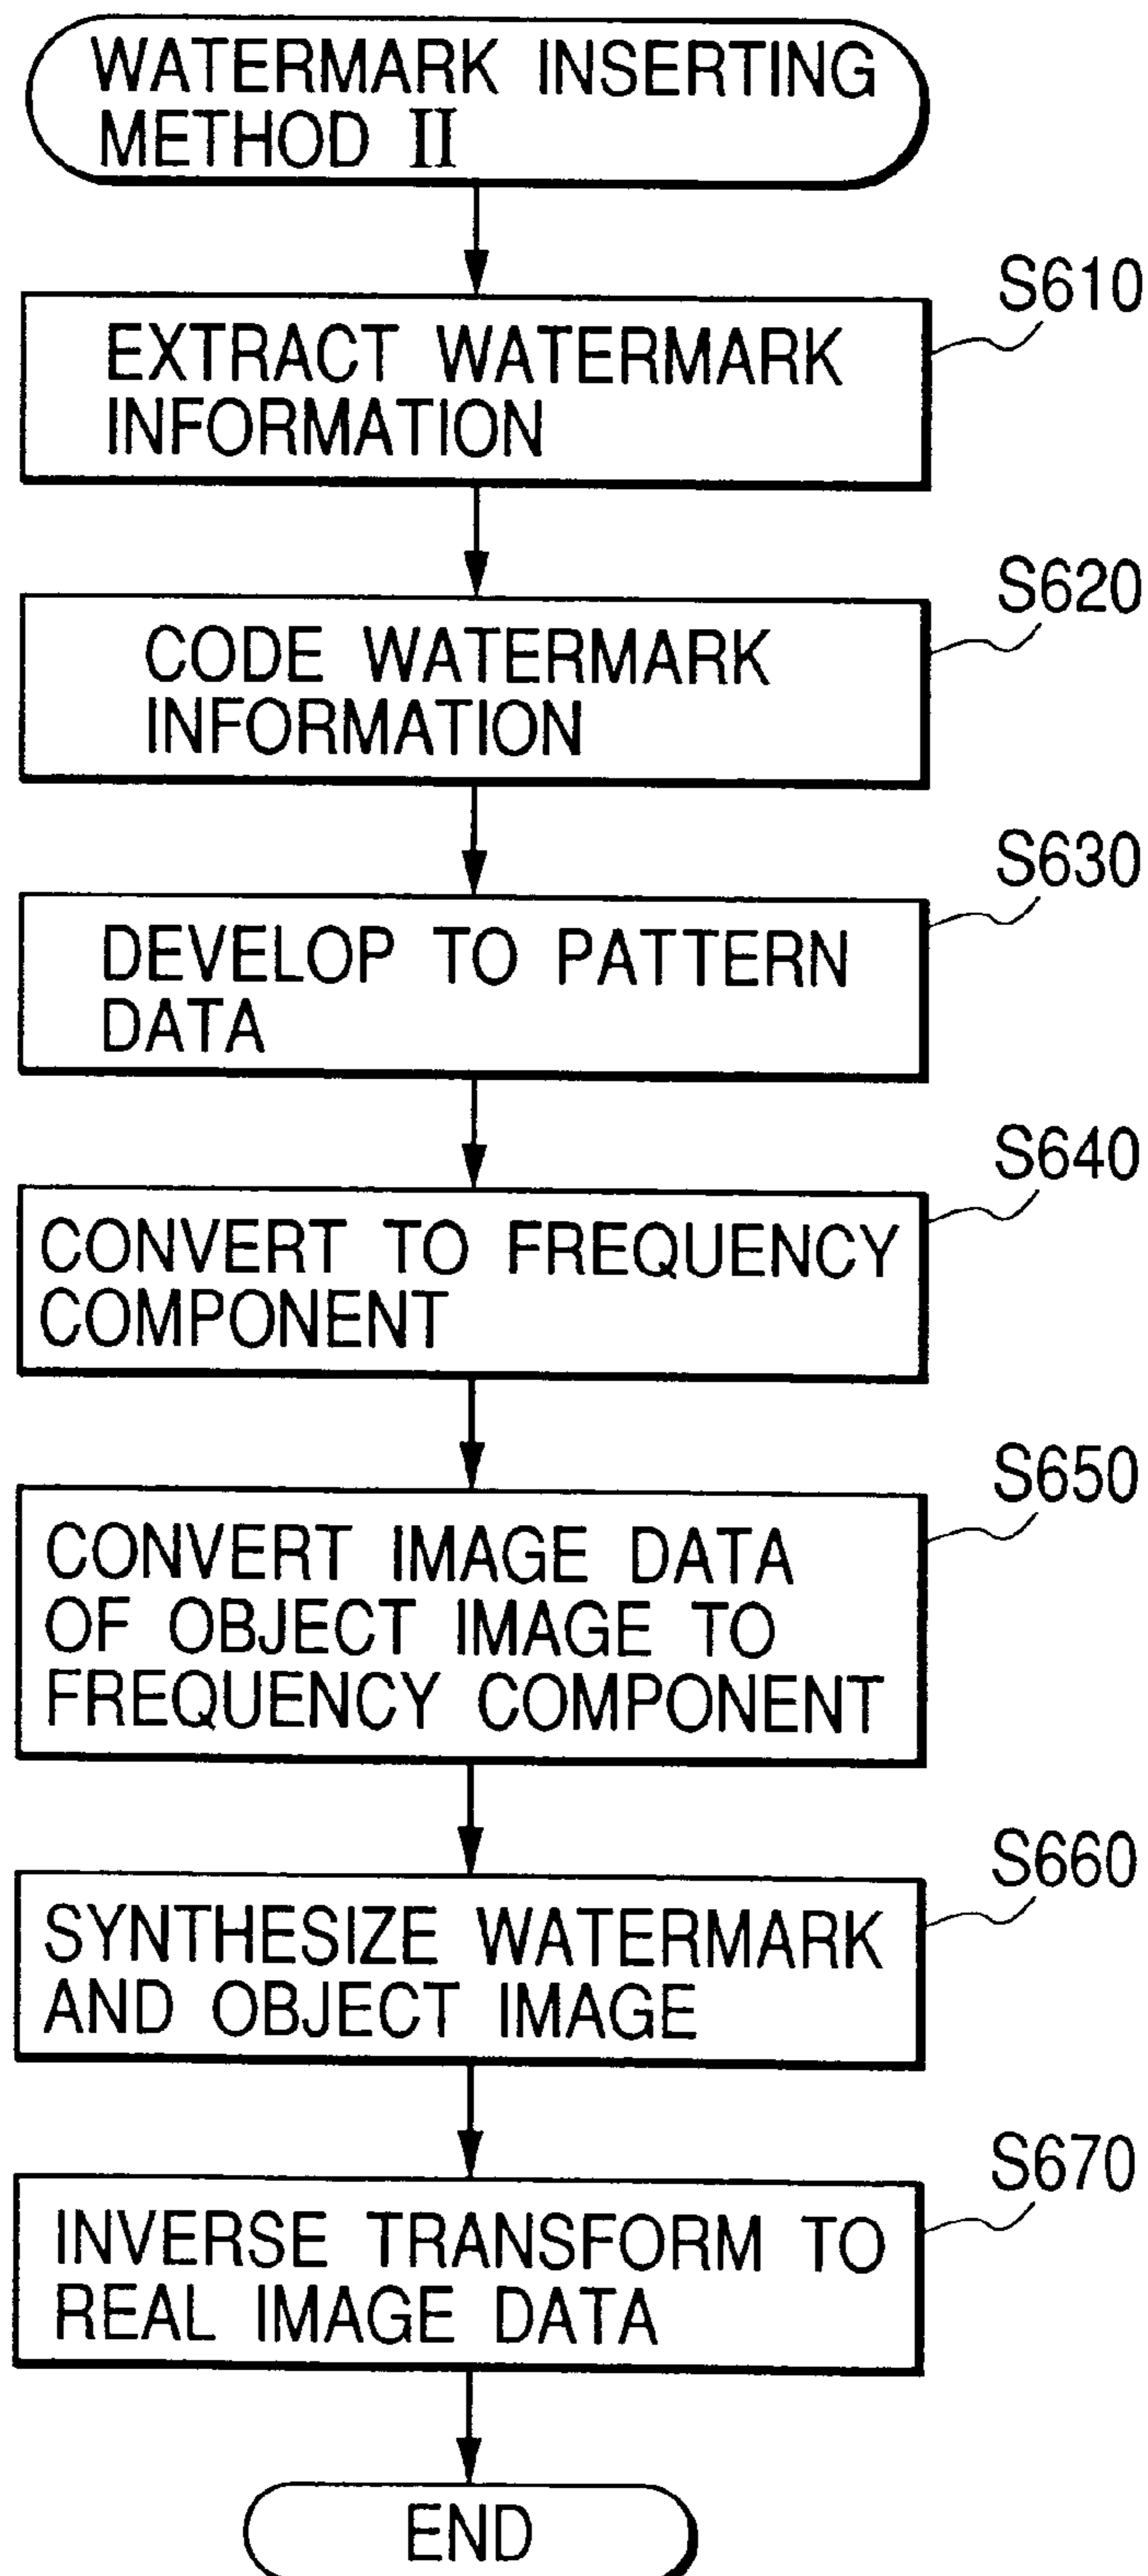 WATERMARK INSERTING
METHOD II
S610
EXTRACT WATERMARK
INFORMATION
S620
CODE WATERMARK
INFORMATION
S630
DEVELOP TO PATTERN
DATA
S640
CONVERT TO FREQUENCY
COMPONENT
S650
CONVERT IMAGE DATA
OF OBJECT IMAGE TO
FREQUENCY COMPONENT
S660
SYNTHESIZE WATERMARK
AND OBJECT IMAGE
S670
INVERSE TRANSFORM TO
REAL IMAGE DATA
END